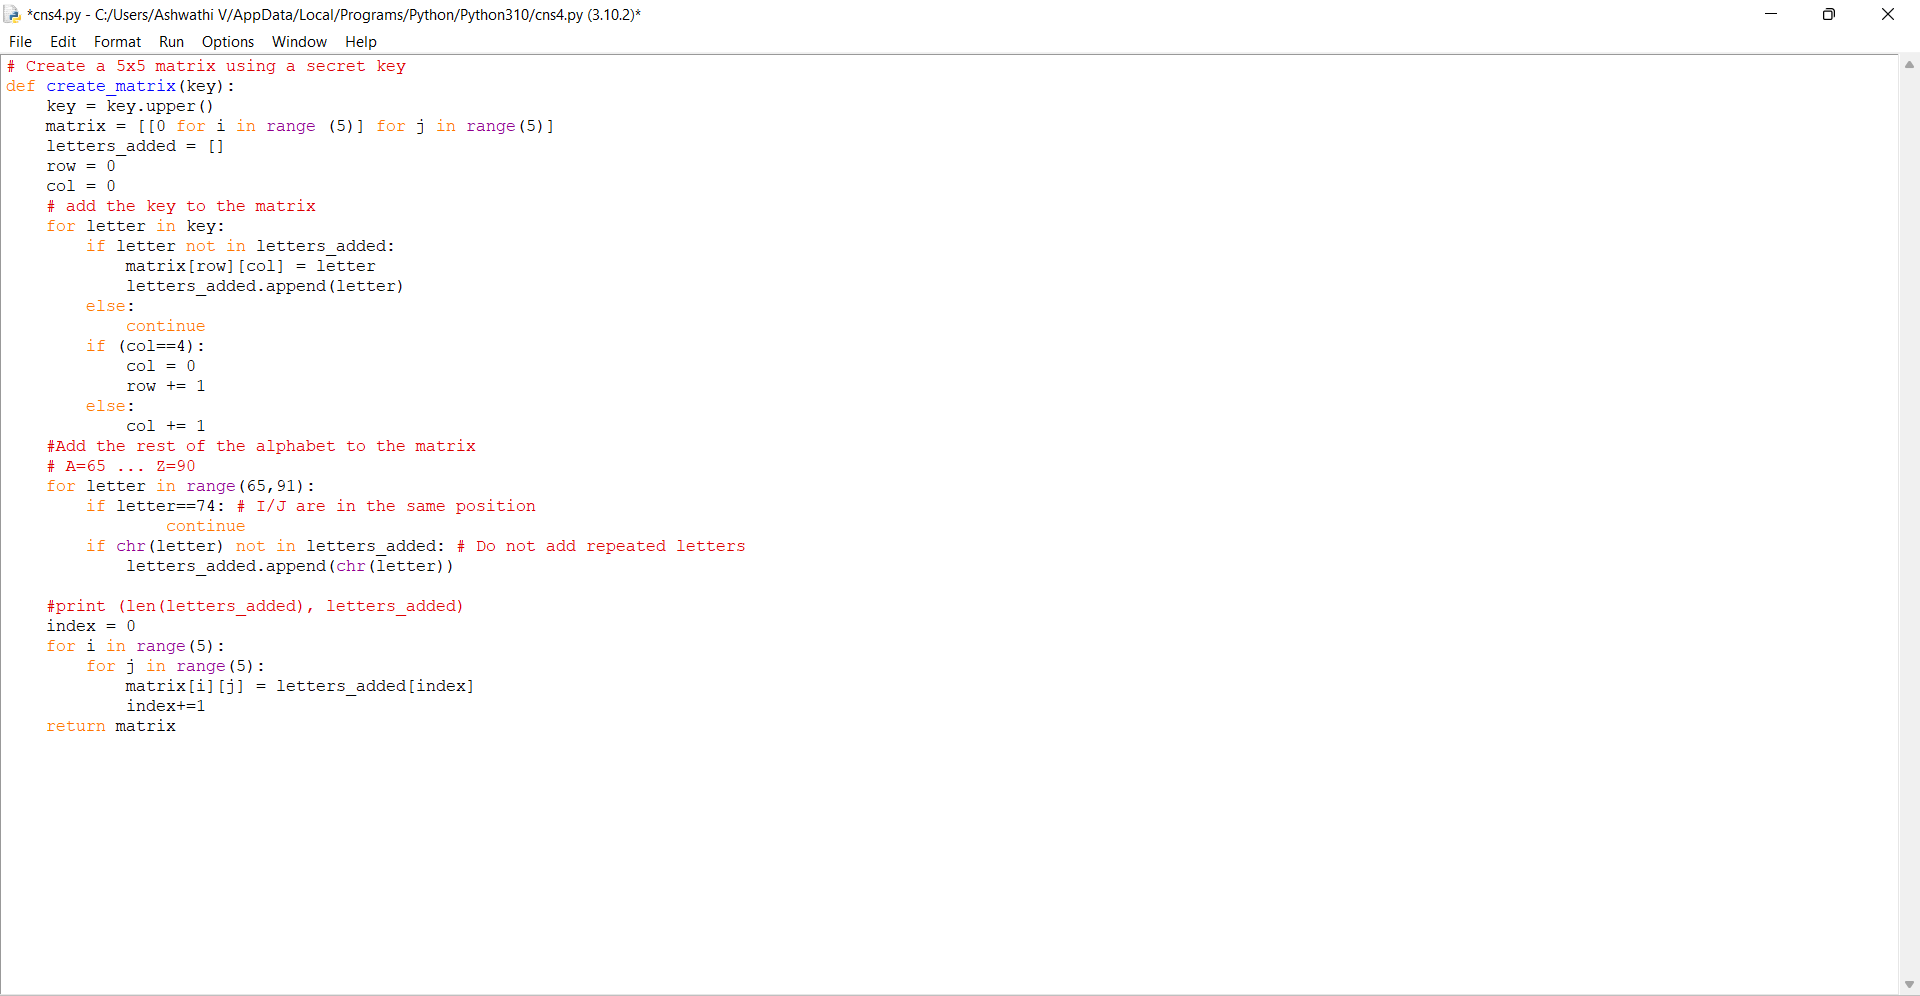 *cns4.py - C:/Users/Ashwathi V/AppData/Local/Programs/Python/Python310/cns4.py (3.10.2)*
File Edit Format Run Options Window Help
# Create a 5x5 matrix using a secret key
def create_matrix(key):
    key = key.upper()
    matrix = [[0 for i in range (5)] for j in range(5)]
    letters_added = []
    row = 0
    col = 0
    # add the key to the matrix
    for letter in key:
        if letter not in letters_added:
            matrix[row][col] = letter
            letters_added.append(letter)
        else:
            continue
        if (col==4):
            col = 0
            row += 1
        else:
            col += 1
    #Add the rest of the alphabet to the matrix
    # A=65 ... Z=90
    for letter in range(65,91):
        if letter==74: # I/J are in the same position
                continue
        if chr(letter) not in letters_added: # Do not add repeated letters
            letters_added.append(chr(letter))

    #print (len(letters_added), letters_added)
    index = 0
    for i in range(5):
        for j in range(5):
            matrix[i][j] = letters_added[index]
            index+=1
    return matrix